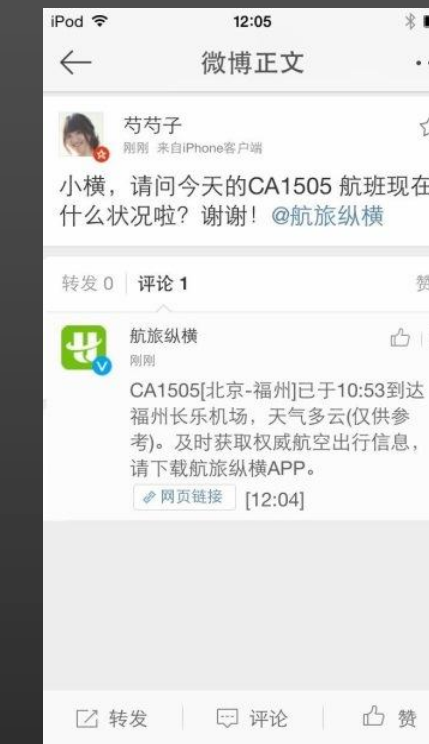 iPod 12:05
微博正文
芍芍子
刚刚 来自iPhone客户端
小横，请问今天的CA1505 航班现在
什么状况啦？谢谢！@航旅纵横
转发 0 评论 1 赞
航旅纵横
刚刚
CA1505[北京-福州]已于10:53到达
福州长乐机场，天气多云(仅供参
考)。及时获取权威航空出行信息，
请下载航旅纵横APP。
网页链接 [12:04]
转发 评论 赞